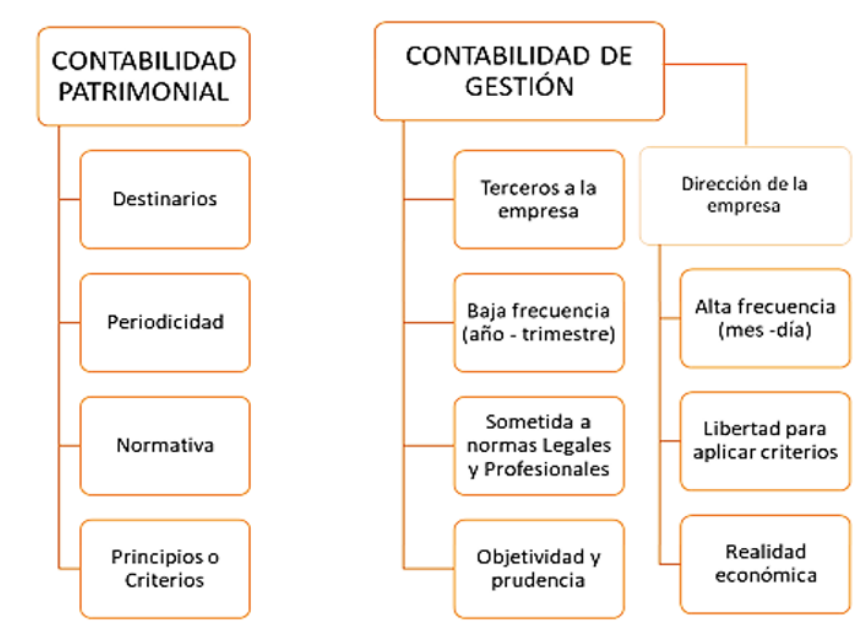 CONTABILIDAD
PATRIMONIAL
Destinarios
Periodicidad
Normativa
Principios o
Criterios
CONTABILIDAD DE
GESTIÓN
Terceros a la
empresa
Baja frecuencia
(año - trimestre)
Sometida a
normas Legales
y Profesionales
Objetividad y
prudencia
Dirección de la
empresa
Alta frecuencia
(mes -día)
Libertad para
aplicar criterios
Realidad
económica